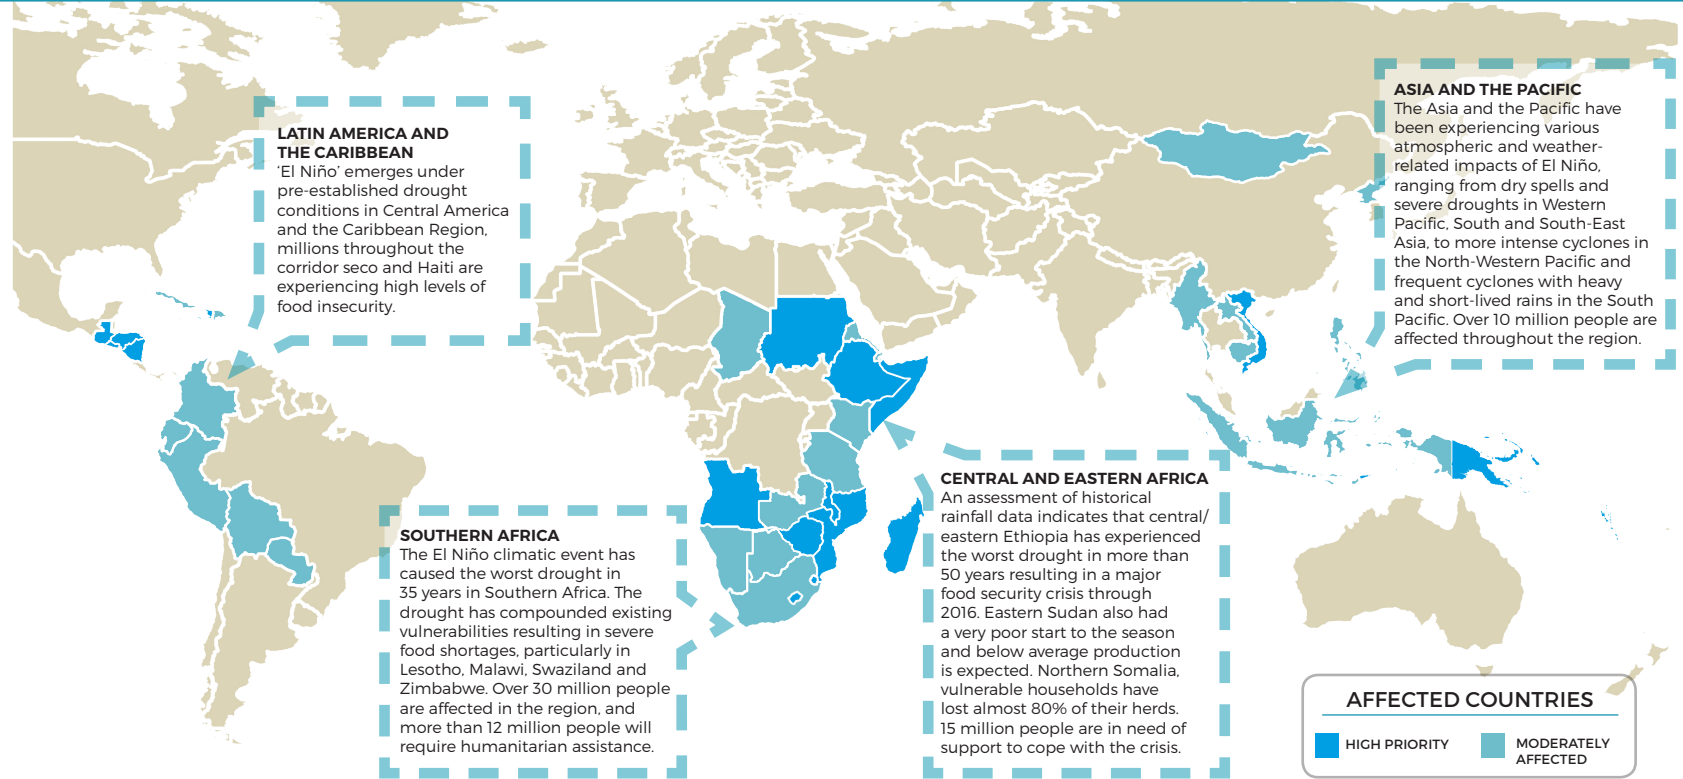 LATIN AMERICA AND
THE CARIBBEAN
‘El Niño’ emerges under
pre-established drought
conditions in Central America
and the Caribbean Region,
millions throughout the
corridor seco and Haiti are
experiencing high levels of
food insecurity.
ASIA AND THE PACIFIC
The Asia and the Pacific have
been experiencing various
atmospheric and weather-
related impacts of El Niño,
ranging from dry spells and
severe droughts in Western
Pacific, South and South-East
Asia, to more intense cyclones in
the North-Western Pacific and
frequent cyclones with heavy
and short-lived rains in the South
Pacific. Over 10 million people are
affected throughout the region.
SOUTHERN AFRICA
The El Niño climatic event has
caused the worst drought in
35 years in Southern Africa. The
drought has compounded existing
vulnerabilities resulting in severe
food shortages, particularly in
Lesotho, Malawi, Swaziland and
Zimbabwe. Over 30 million people
are affected in the region, and
more than 12 million people will
require humanitarian assistance.
CENTRAL AND EASTERN AFRICA
An assessment of historical
rainfall data indicates that central/
eastern Ethiopia has experienced
the worst drought in more than
50 years resulting in a major
food security crisis through
2016. Eastern Sudan also had
a very poor start to the season
and below average production
is expected. Northern Somalia,
vulnerable households have
lost almost 80% of their herds.
15 million people are in need of
support to cope with the crisis.
AFFECTED COUNTRIES
HIGH PRIORITY
MODERATELY
AFFECTED